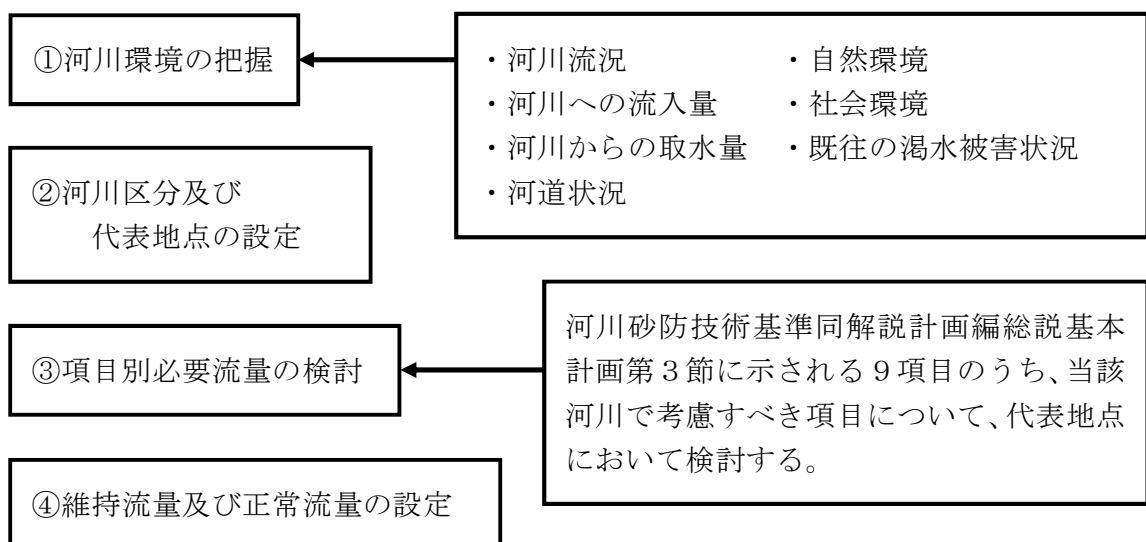 ①河川環境の把握
・河川流況 ・自然環境
・河川への流入量 ・社会環境
・河川からの取水量 ・既往の渇水被害状況
・河道状況
②河川区分及び
代表地点の設定
③項目別必要流量の検討
河川砂防技術基準同解説計画編総説基本
計画第3節に示される9項目のうち、当該
河川で考慮すべき項目について、代表地点
において検討する。
④維持流量及び正常流量の設定